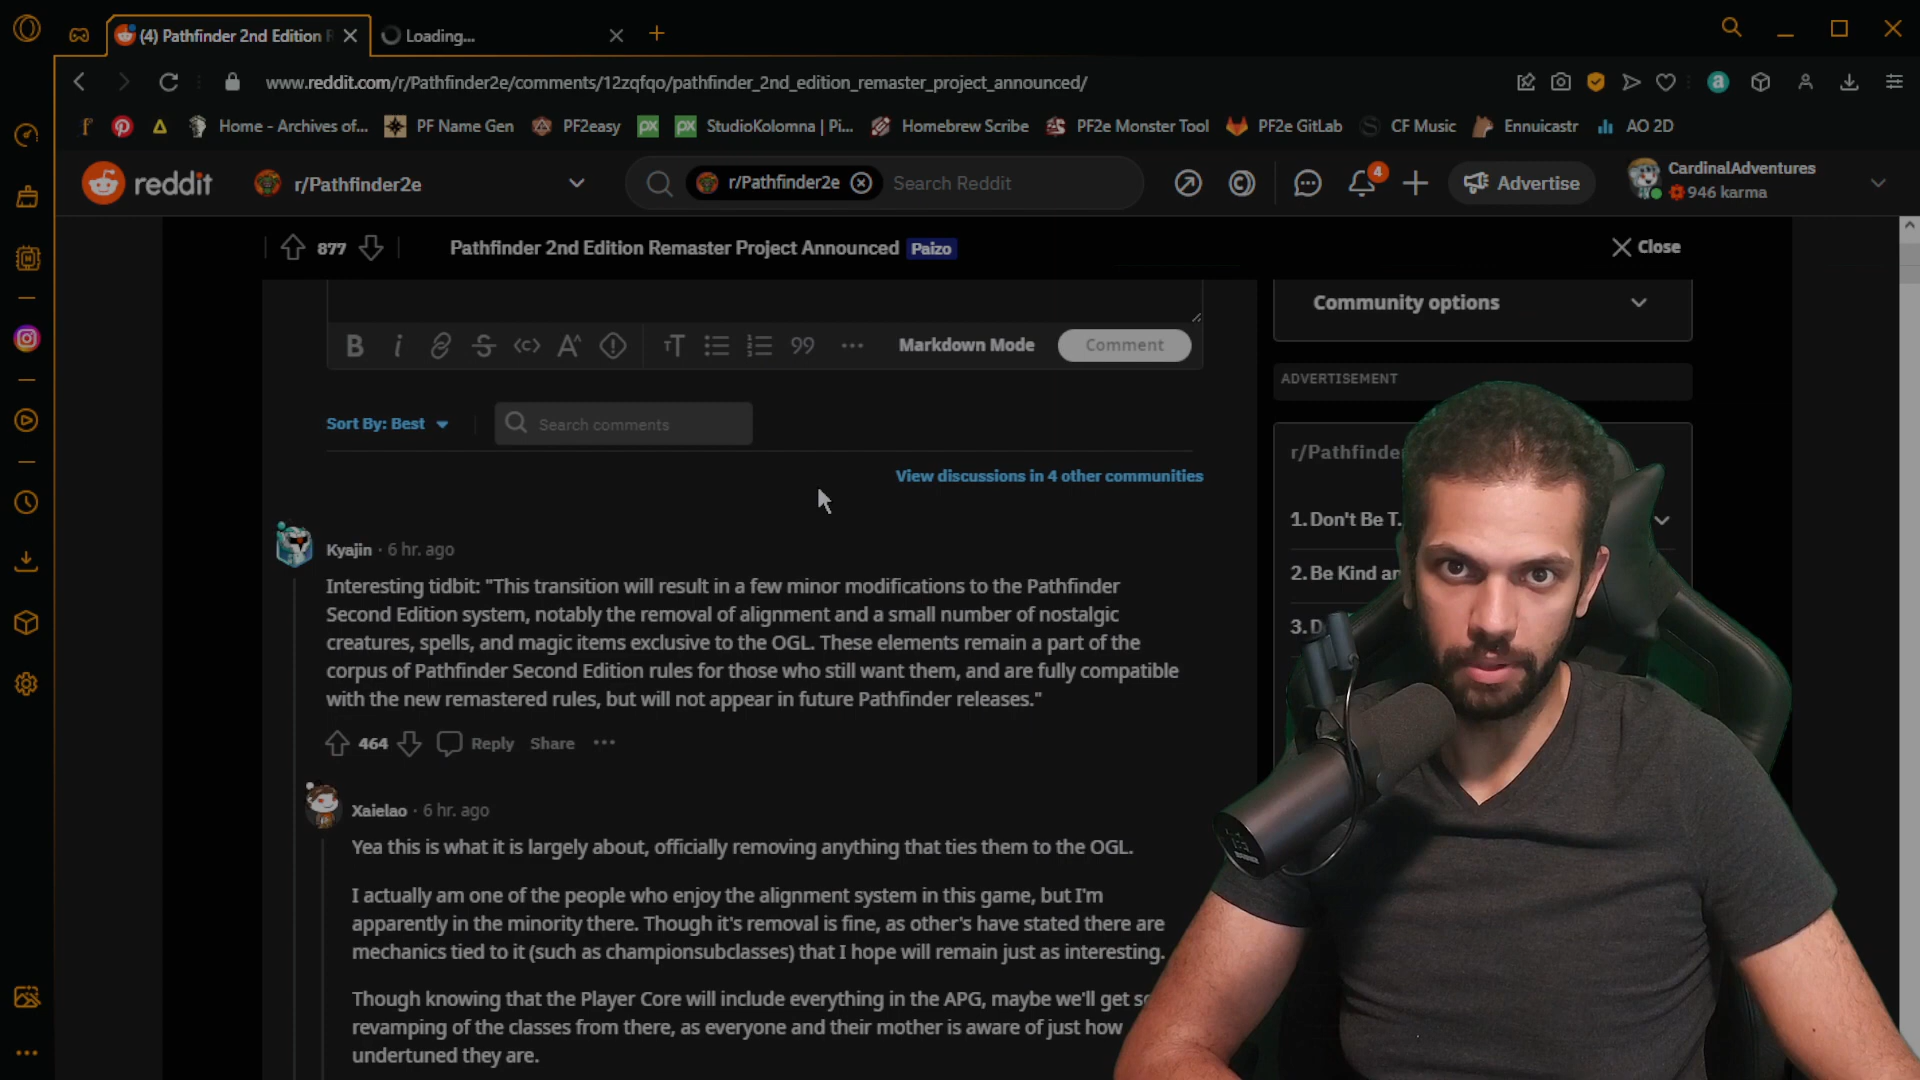 (4) Pathfinder 2nd Edition R
Loading...
www.reddit.com/r/Pathfinder2e/comments/12zqfqo/pathfinder_2nd_edition_remaster_project_announced/
a
f
Home - Archives of...
PF Name Gen
PF2easy
px
px
StudioKolomna | Pi...
Homebrew Scribe
PF2e Monster Tool
PF2e GitLab
CF Music
Ennuicastr
AO 2D
reddit
r/Pathfinder2e
r/Pathfinder2e
Search Reddit
4
Advertise
CardinalAdventures
946 karma
877
Pathfinder 2nd Edition Remaster Project Announced Paizo
Close
Community options
B i
Markdown Mode
Comment
ADVERTISEMENT
Sort By: Best
Search comments
r/Pathfinde
View discussions in 4 other communities
1. Don't Be T.
2. Be Kind ar
3. D
Kyajin · 6 hr. ago
Interesting tidbit: "This transition will result in a few minor modifications to the Pathfinder
Second Edition system, notably the removal of alignment and a small number of nostalgic
creatures, spells, and magic items exclusive to the OGL. These elements remain a part of the
corpus of Pathfinder Second Edition rules for those who still want them, and are fully compatible
with the new remastered rules, but will not appear in future Pathfinder releases."
464
Reply
Share
Xaielao · 6 hr. ago
Yea this is what it is largely about, officially removing anything that ties them to the OGL.
I actually am one of the people who enjoy the alignment system in this game, but I'm
apparently in the minority there. Though it's removal is fine, as other's have stated there are
mechanics tied to it (such as championsubclasses) that I hope will remain just as interesting.
Though knowing that the Player Core will include everything in the APG, maybe we'll get so
revamping of the classes from there, as everyone and their mother is aware of just how
undertuned they are.